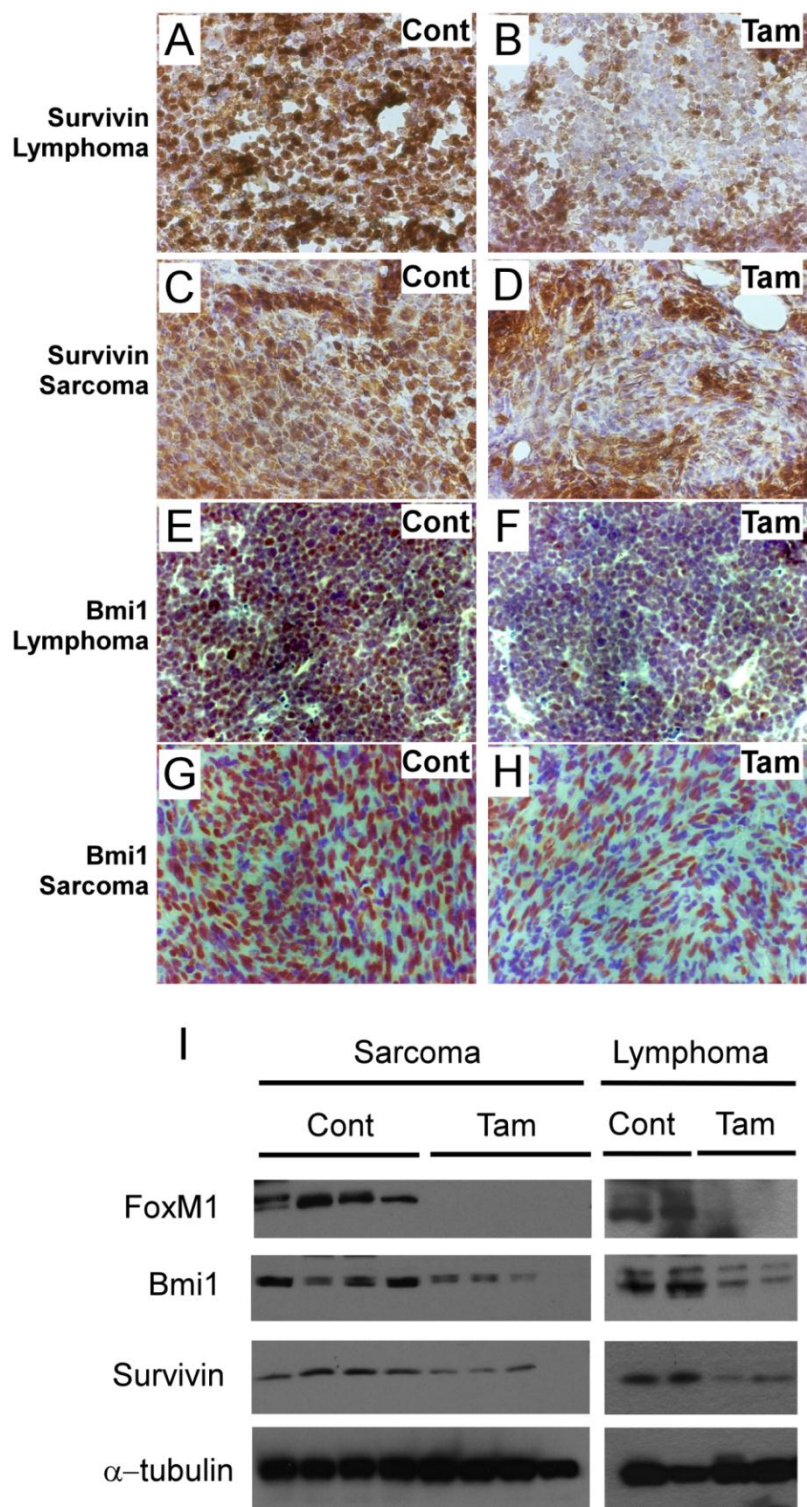 A Cont
B Tam
Survivin
Lymphoma
C Cont
D Tam
Survivin
Sarcoma
E Cont
F Tam
Bmi1
Lymphoma
G Cont
H Tam
Bmi1
Sarcoma
I
Sarcoma Lymphoma
Cont Tam Cont Tam
FoxM1
Bmi1
Survivin
α–tubulin